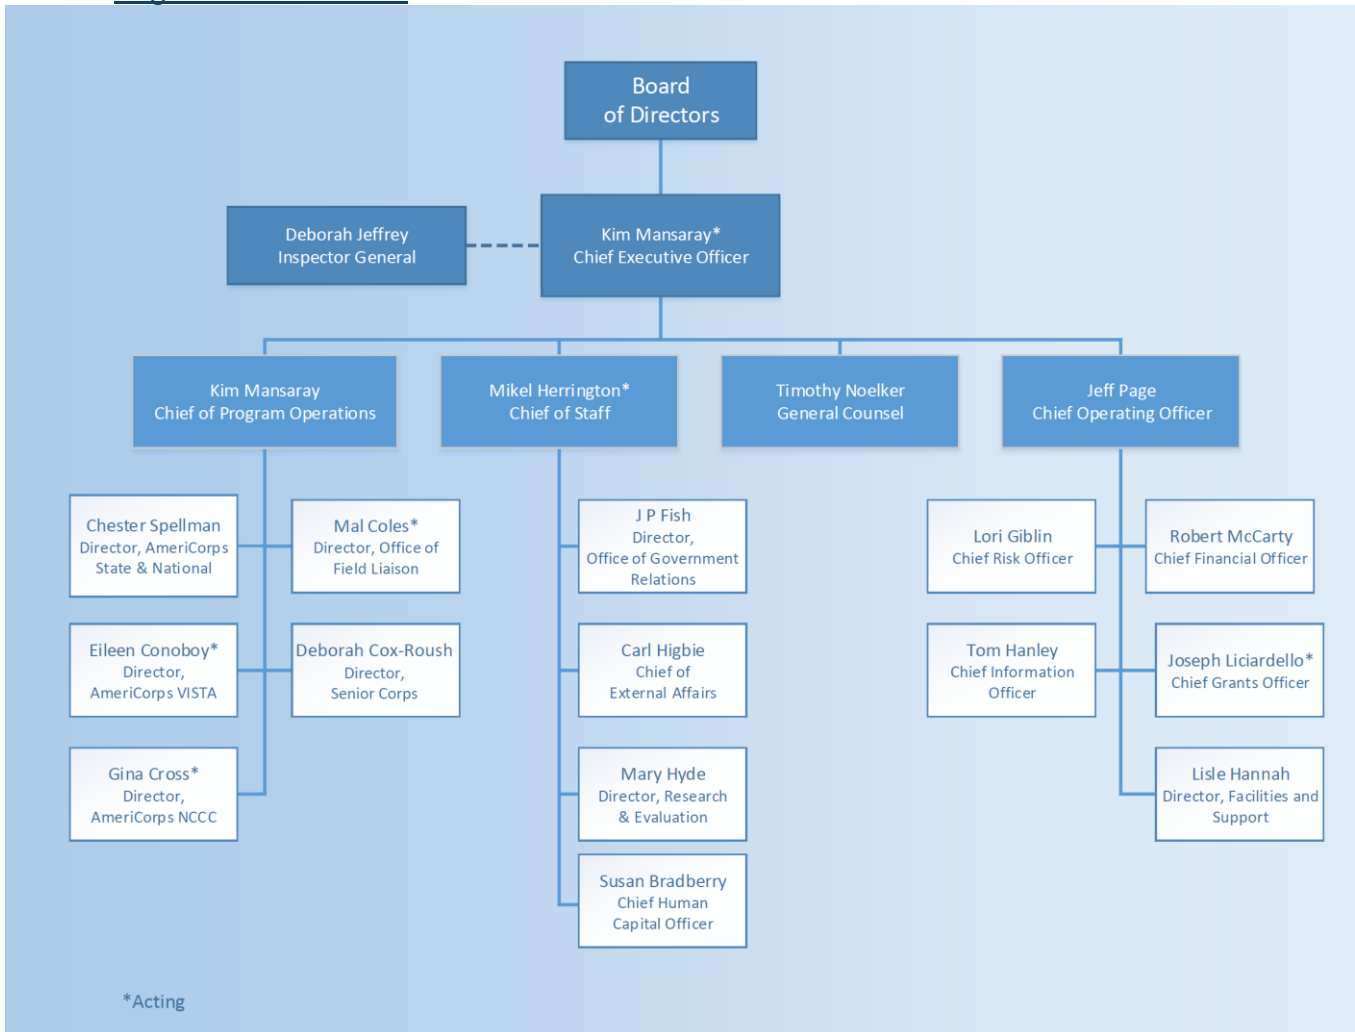 Board
of Directors
Deborah Jeffrey
Inspector General
Kim Mansaray*
Chief Executive Officer
Kim Mansaray
Chief of Program Operations
Mikel Herrington*
Chief of Staff
Timothy Noelker
General Counsel
Jeff Page
Chief Operating Officer
Chester Spellman
Director, AmeriCorps
State & National
Mal Coles*
Director, Office of
Field Liaison
Eileen Conoboy*
Director,
AmeriCorps VISTA
Deborah Cox-Roush
Director,
Senior Corps
Gina Cross*
Director,
AmeriCorps NCCC
J P Fish
Director,
Office of Government
Relations
Carl Higbie
Chief of
External Affairs
Mary Hyde
Director, Research
& Evaluation
Susan Bradberry
Chief Human
Capital Officer
Lori Giblin
Chief Risk Officer
Robert McCarty
Chief Financial Officer
Tom Hanley
Chief Information
Officer
Joseph Liciardello*
Chief Grants Officer
Lisle Hannah
Director, Facilities and
Support
*Acting